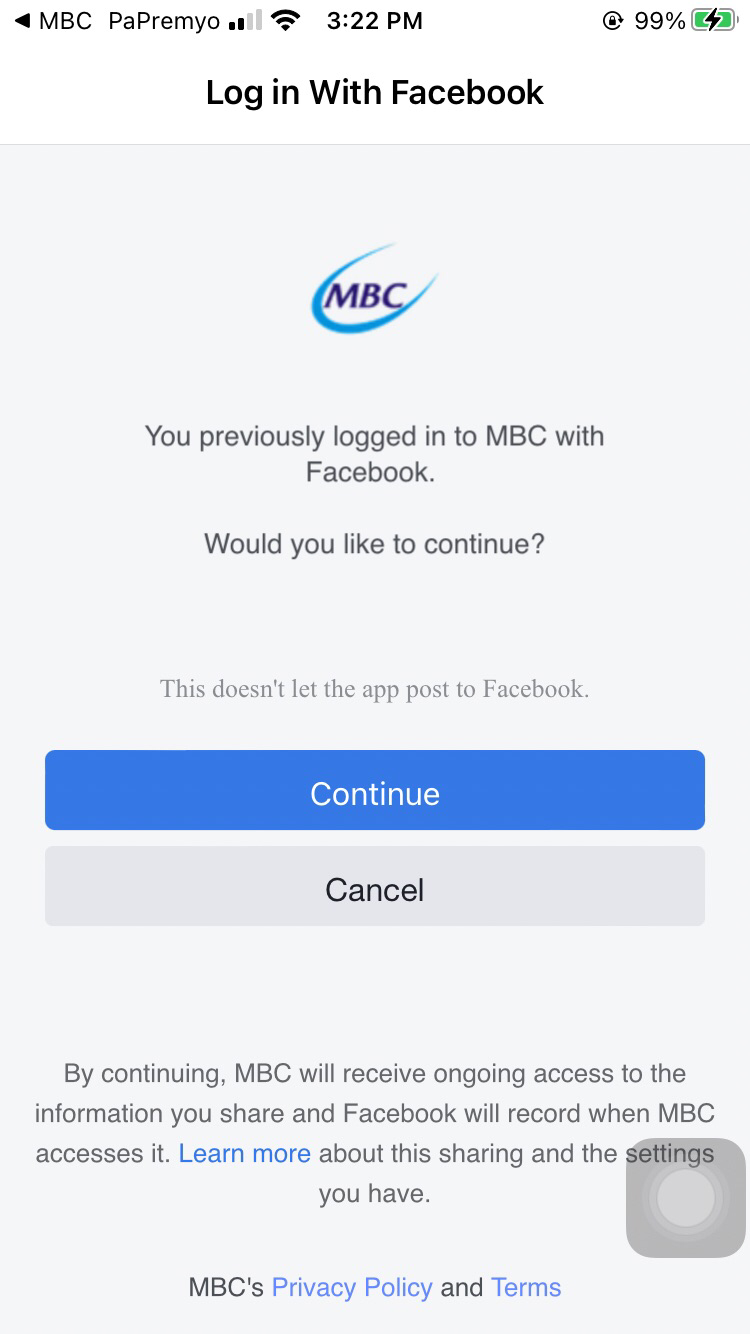 MBC PaPremyo 3:22 PM 99%
Log in With Facebook
MBC
You previously logged in to MBC with
Facebook.
Would you like to continue?
This doesn't let the app post to Facebook.
Continue
Cancel
By continuing, MBC will receive ongoing access to the
information you share and Facebook will record when MBC
accesses it. Learn more about this sharing and the settings
you have.
MBC's Privacy Policy and Terms